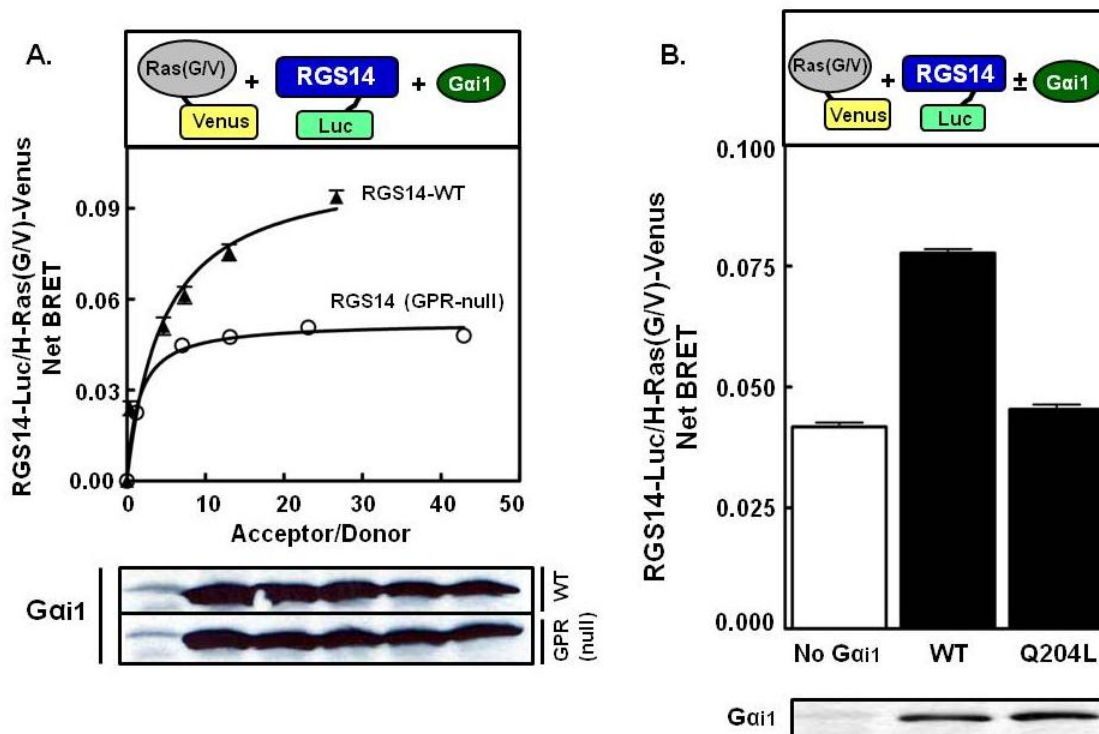 A.
Ras(G/V) + RGS14 + Gαi1
Venus Luc
RGS14-Luc/H-Ras(G/V)-Venus
Net BRET
0.09
0.06
0.03
0.00
RGS14-WT
RGS14 (GPR-null)
0 10 20 30 40 50
Acceptor/Donor
Gαi1
WT
GPR
(null)
B.
Ras(G/V) + RGS14 ± Gαi1
Venus Luc
RGS14-Luc/H-Ras(G/V)-Venus
Net BRET
0.100
0.075
0.050
0.025
0.000
No Gαi1 WT Q204L
Gαi1